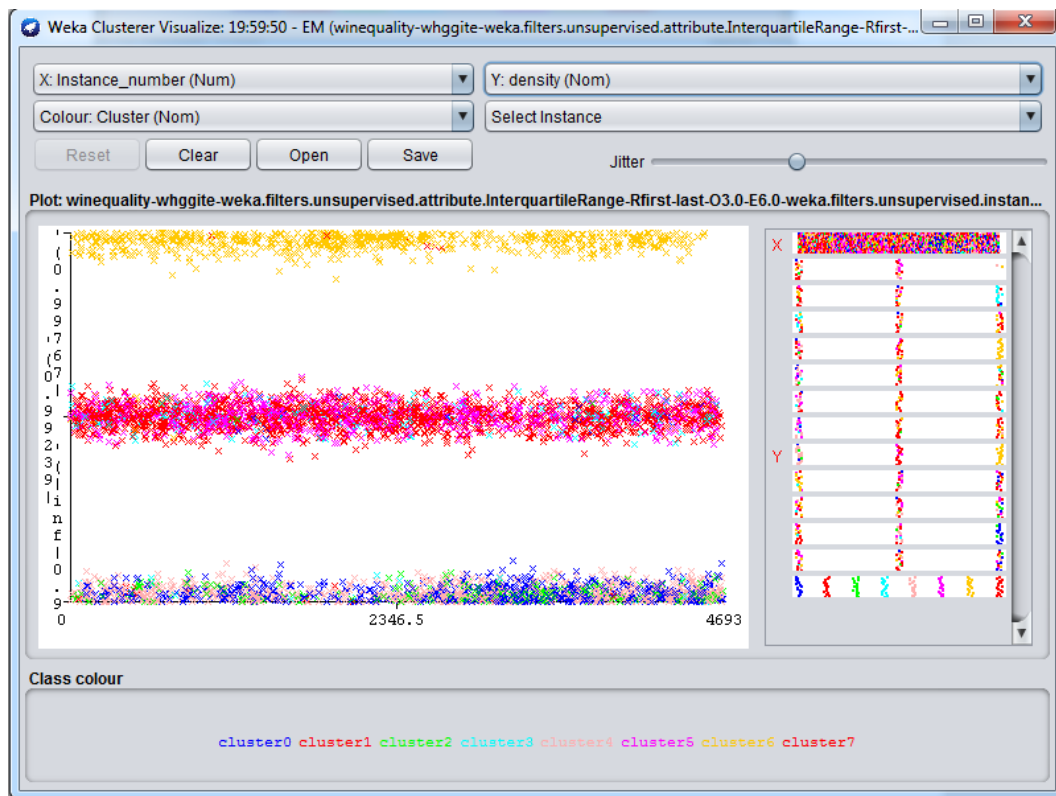 Weka Clusterer Visualize: 19:59:50 - EM (winequality-whggite-weka.filters.unsupervised.attribute.InterquartileRange-Rfirst-...
X: Instance_number (Num)
Y: density (Nom)
Colour: Cluster (Nom)
Select Instance
Reset
Clear
Open
Save
Jitter
Plot: winequality-whggite-weka.filters.unsupervised.attribute.InterquartileRange-Rfirst-last-O3.0-E6.0-weka.filters.unsupervised.instan...
X
Y
0
2346.5
4693
Class colour
cluster0 cluster1 cluster2 cluster3 cluster4 cluster5 cluster6 cluster7